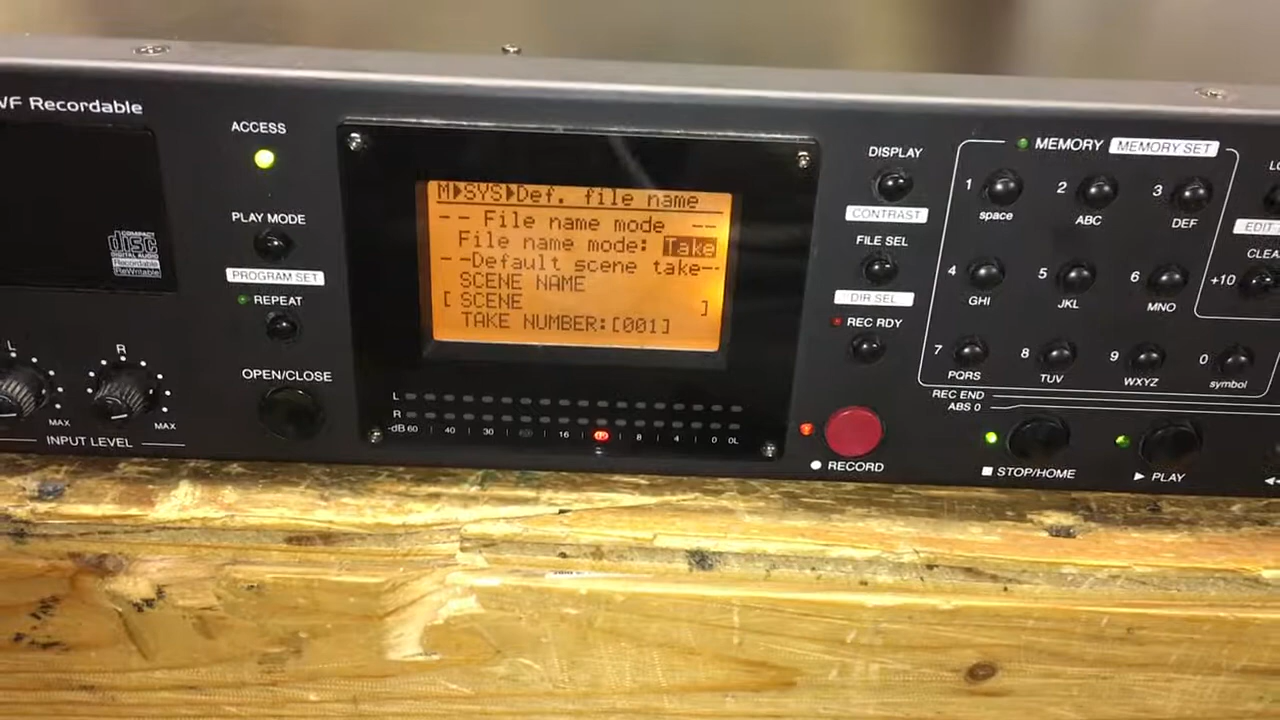 WF Recordable
ACCESS
PLAY MODE
PROGRAM SET
REPEAT
OPEN/CLOSE
COMPACT
disc
DIGITAL AUDIO
Recordable
ReWritable
L
R
MAX
MAX
INPUT LEVEL
M▶SYS▶Def. file name
-- File name mode --
File name mode: Take
--Default scene take--
SCENE NAME
[ SCENE ]
TAKE NUMBER:[001]
L
R
-dB 60 40 30 20 16 12 8 4 0 OL
DISPLAY
CONTRAST
FILE SEL
DIR SEL
REC RDY
● RECORD
MEMORY MEMORY SET
1 space
2 ABC
3 DEF
4 GHI
5 JKL
6 MNO
7 PQRS
8 TUV
9 WXYZ
0 symbol
EDIT
CLEA
+10
REC END
ABS 0
■ STOP/HOME
▶ PLAY
◀◀